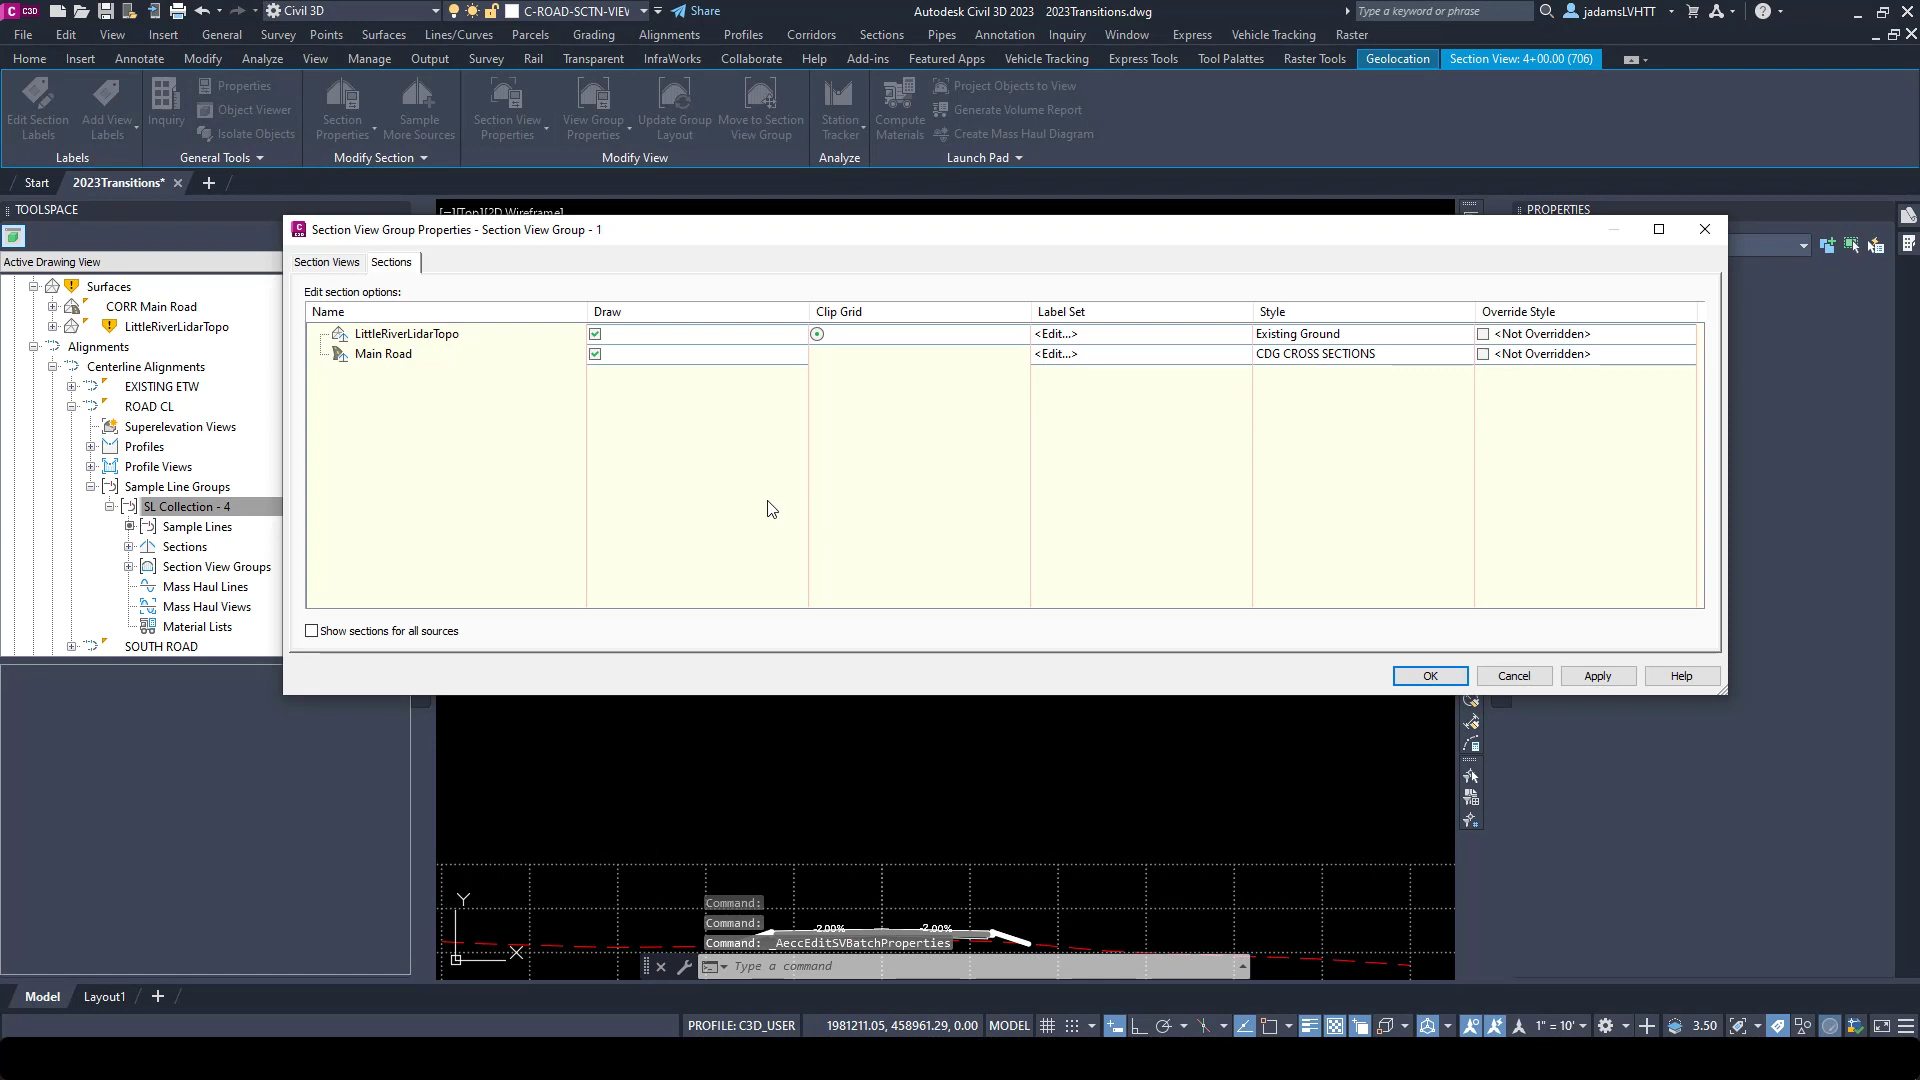 C3D
Civil 3D
C-ROAD-SCTN-VIEW
Share
Autodesk Civil 3D 2023 2023Transitions.dwg
Type a keyword or phrase
jadamsLVHTT
File Edit View Insert General Survey Points Surfaces Lines/Curves Parcels Grading Alignments Profiles Corridors Sections Pipes Annotation Inquiry Window Express Vehicle Tracking Raster
Home Insert Annotate Modify Analyze View Manage Output Survey Rail Transparent InfraWorks Collaborate Help Add-ins Featured Apps Vehicle Tracking Express Tools Tool Palettes Raster Tools Geolocation Section View: 4+00.00 (706)
Edit Section Labels
Add View Labels
Inquiry
Properties
Object Viewer
Isolate Objects
Section Properties
Sample More Sources
Section View Properties
View Group Properties
Update Group Layout
Move to Section View Group
Station Tracker
Compute Materials
Project Objects to View
Generate Volume Report
Create Mass Haul Diagram
Labels General Tools Modify Section Modify View Analyze Launch Pad
Start 2023Transitions*
TOOLSPACE
[−][Top][2D Wireframe]
PROPERTIES
Active Drawing View
Surfaces
CORR Main Road
LittleRiverLidarTopo
Alignments
Centerline Alignments
EXISTING ETW
ROAD CL
Superelevation Views
Profiles
Profile Views
Sample Line Groups
SL Collection - 4
Sample Lines
Sections
Section View Groups
Mass Haul Lines
Mass Haul Views
Material Lists
SOUTH ROAD
Section View Group Properties - Section View Group - 1
Section Views Sections
Edit section options:
Name Draw Clip Grid Label Set Style Override Style
LittleRiverLidarTopo <Edit...> Existing Ground <Not Overridden>
Main Road <Edit...> CDG CROSS SECTIONS <Not Overridden>
Show sections for all sources
OK Cancel Apply Help
Y
X
Command:
Command:
-2.00% -2.00%
Command: _AeccEditSVBatchProperties
Type a command
Model Layout1
PROFILE: C3D_USER 1981211.05, 458961.29, 0.00 MODEL 1" = 10' 3.50